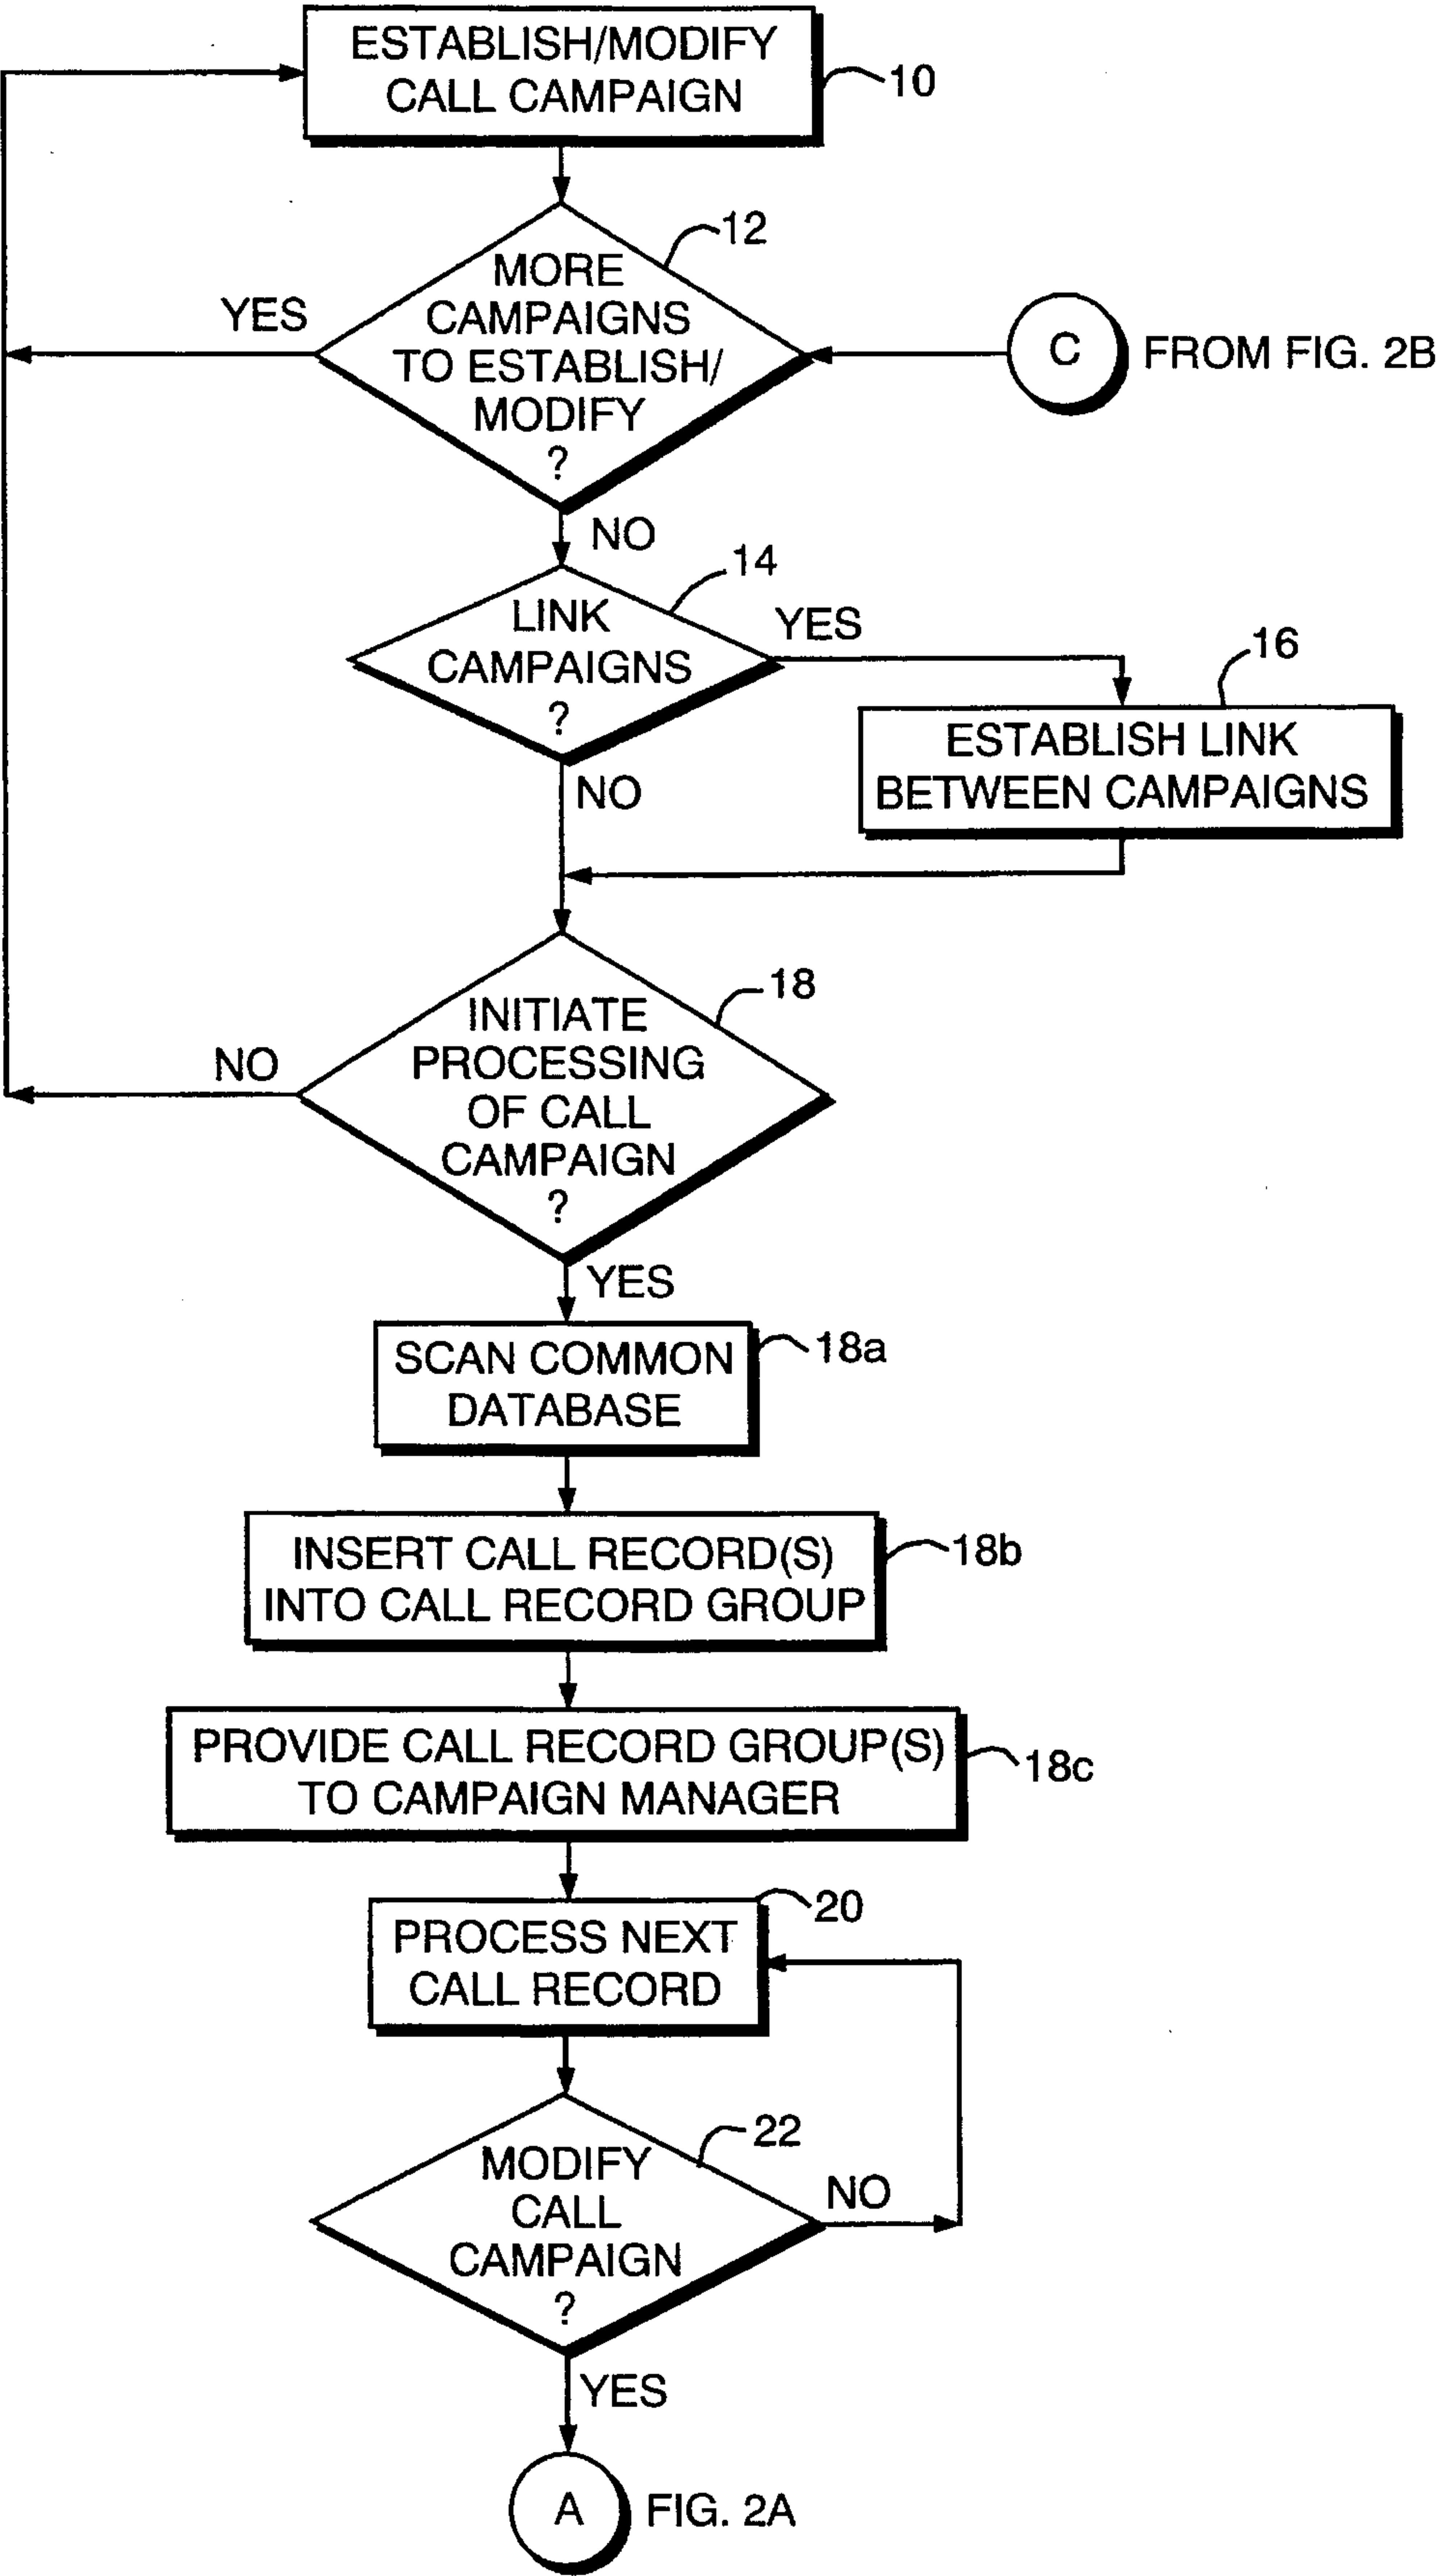 ESTABLISH/MODIFY
CALL CAMPAIGN
10
12
MORE
CAMPAIGNS
TO ESTABLISH/
MODIFY
?
YES
C
FROM FIG. 2B
NO
14
LINK
CAMPAIGNS
?
YES
16
ESTABLISH LINK
BETWEEN CAMPAIGNS
NO
18
INITIATE
PROCESSING
OF CALL
CAMPAIGN
?
NO
YES
SCAN COMMON
DATABASE
18a
INSERT CALL RECORD(S)
INTO CALL RECORD GROUP
18b
PROVIDE CALL RECORD GROUP(S)
TO CAMPAIGN MANAGER
18c
20
PROCESS NEXT
CALL RECORD
22
MODIFY
CALL
CAMPAIGN
?
NO
YES
A
FIG. 2A